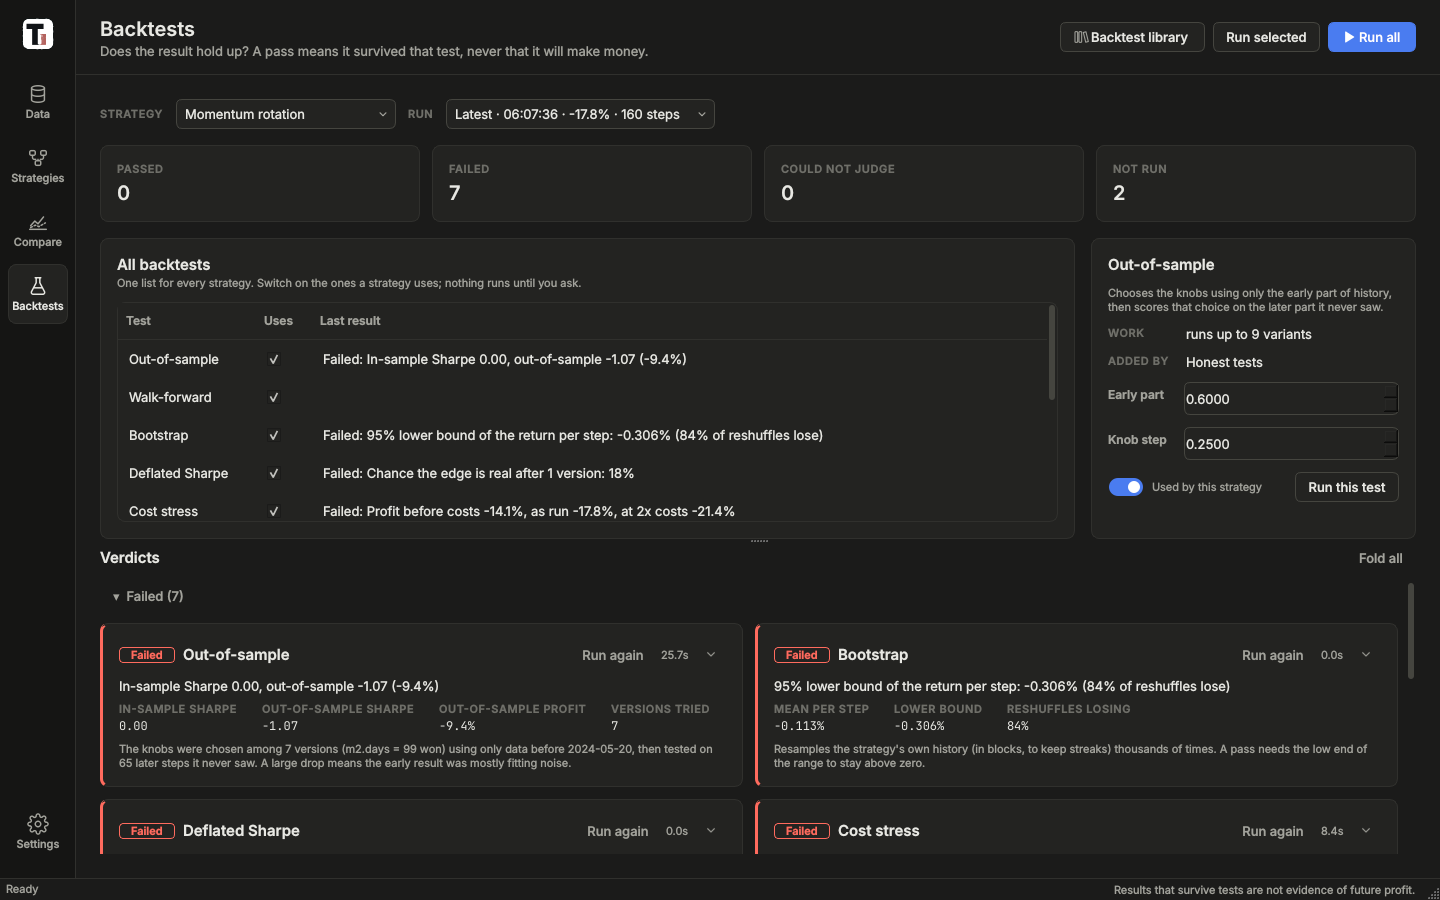 Backtests
Does the result hold up? A pass means it survived that test, never that it will make money.
Backtest library
Run selected
Run all
Data
Strategies
Compare
Backtests
Settings
STRATEGY
Momentum rotation
RUN
Latest · 06:07:36 · -17.8% · 160 steps
PASSED
0
FAILED
7
COULD NOT JUDGE
0
NOT RUN
2
All backtests
One list for every strategy. Switch on the ones a strategy uses; nothing runs until you ask.
Test Uses Last result
Out-of-sample ✓ Failed: In-sample Sharpe 0.00, out-of-sample -1.07 (-9.4%)
Walk-forward ✓
Bootstrap ✓ Failed: 95% lower bound of the return per step: -0.306% (84% of reshuffles lose)
Deflated Sharpe ✓ Failed: Chance the edge is real after 1 version: 18%
Cost stress ✓ Failed: Profit before costs -14.1%, as run -17.8%, at 2x costs -21.4%
Out-of-sample
Chooses the knobs using only the early part of history,
then scores that choice on the later part it never saw.
WORK runs up to 9 variants
ADDED BY Honest tests
Early part 0.6000
Knob step 0.2500
Used by this strategy
Run this test
Verdicts
Fold all
▾ Failed (7)
Failed Out-of-sample Run again 25.7s
In-sample Sharpe 0.00, out-of-sample -1.07 (-9.4%)
IN-SAMPLE SHARPE OUT-OF-SAMPLE SHARPE OUT-OF-SAMPLE PROFIT VERSIONS TRIED
0.00 -1.07 -9.4% 7
The knobs were chosen among 7 versions (m2.days = 99 won) using only data before 2024-05-20, then tested on
65 later steps it never saw. A large drop means the early result was mostly fitting noise.
Failed Bootstrap Run again 0.0s
95% lower bound of the return per step: -0.306% (84% of reshuffles lose)
MEAN PER STEP LOWER BOUND RESHUFFLES LOSING
-0.113% -0.306% 84%
Resamples the strategy's own history (in blocks, to keep streaks) thousands of times. A pass needs the low end of
the range to stay above zero.
Failed Deflated Sharpe Run again 0.0s
Failed Cost stress Run again 8.4s
Ready
Results that survive tests are not evidence of future profit.